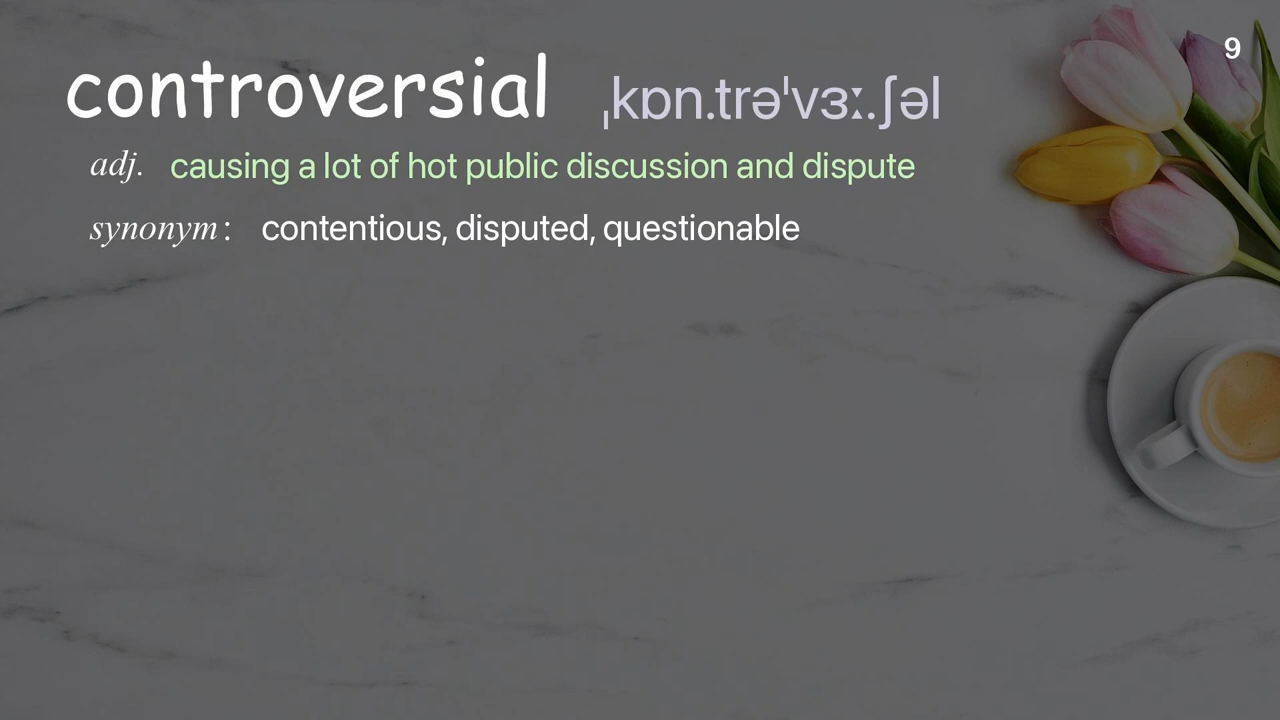 9
controversial ˌkɒn.trəˈvɜː.ʃəl
adj. causing a lot of hot public discussion and dispute
synonym: contentious, disputed, questionable